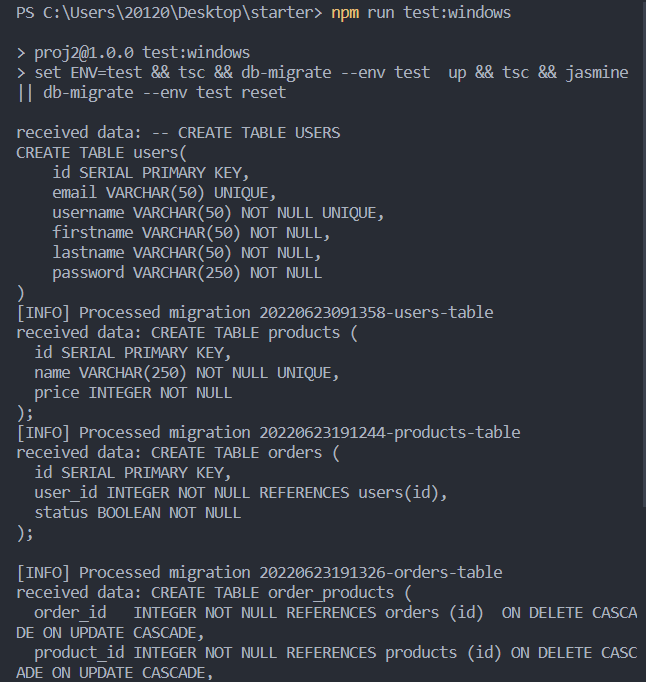 PS C:\Users\20120\Desktop\starter> npm run test:windows
> proj2@1.0.0 test:windows
> set ENV=test && tsc && db-migrate --env test  up && tsc && jasmine
|| db-migrate --env test reset
received data: -- CREATE TABLE USERS
CREATE TABLE users(
    id SERIAL PRIMARY KEY,
    email VARCHAR(50) UNIQUE,
    username VARCHAR(50) NOT NULL UNIQUE,
    firstname VARCHAR(50) NOT NULL,
    lastname VARCHAR(50) NOT NULL,
    password VARCHAR(250) NOT NULL
)
[INFO] Processed migration 20220623091358-users-table
received data: CREATE TABLE products (
  id SERIAL PRIMARY KEY,
  name VARCHAR(250) NOT NULL UNIQUE,
  price INTEGER NOT NULL
);
[INFO] Processed migration 20220623191244-products-table
received data: CREATE TABLE orders (
  id SERIAL PRIMARY KEY,
  user_id INTEGER NOT NULL REFERENCES users(id),
  status BOOLEAN NOT NULL
);
[INFO] Processed migration 20220623191326-orders-table
received data: CREATE TABLE order_products (
  order_id   INTEGER NOT NULL REFERENCES orders (id)  ON DELETE CASCA
DE ON UPDATE CASCADE,
  product_id INTEGER NOT NULL REFERENCES products (id) ON DELETE CASC
ADE ON UPDATE CASCADE,